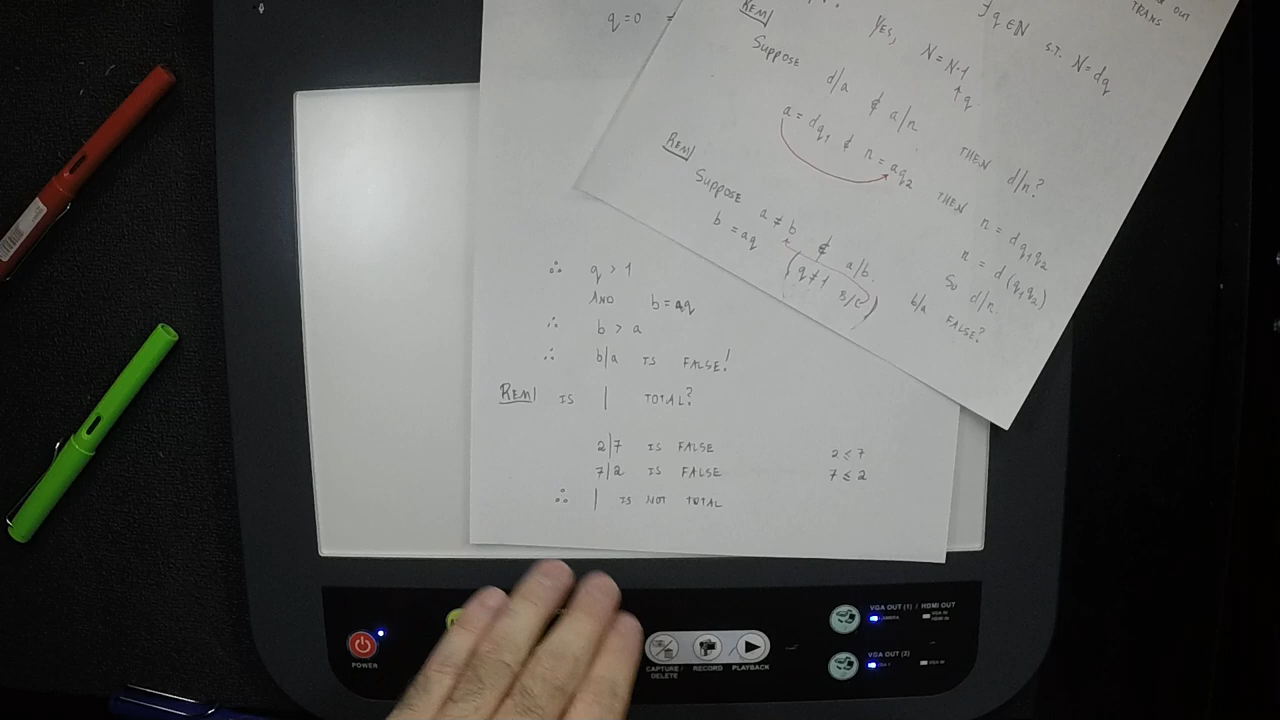 q=0 =
OUT
TRANS
REM
∃ q ∈ N S.T. N = dq
YES, N = N·1
↑q
SUPPOSE d/a & a/n THEN d/n?
a = dq₁ & n = aq₂ THEN n = dq₁q₂
n = d(q₁q₂)
SO d/n.
REM
SUPPOSE a ≠ b & a/b. b/a FALSE?
b = aq (q≠1 B/C)
∴ q > 1
AND b = aq
∴ b > a
∴ b|a IS FALSE!
REM IS | TOTAL?
2|7 IS FALSE 2 ≤ 7
7|2 IS FALSE 7 ≤ 2
∴ | IS NOT TOTAL
POWER
CAPTURE / DELETE
RECORD
PLAYBACK
VGA OUT (1) / HDMI OUT
VGA OUT (2)